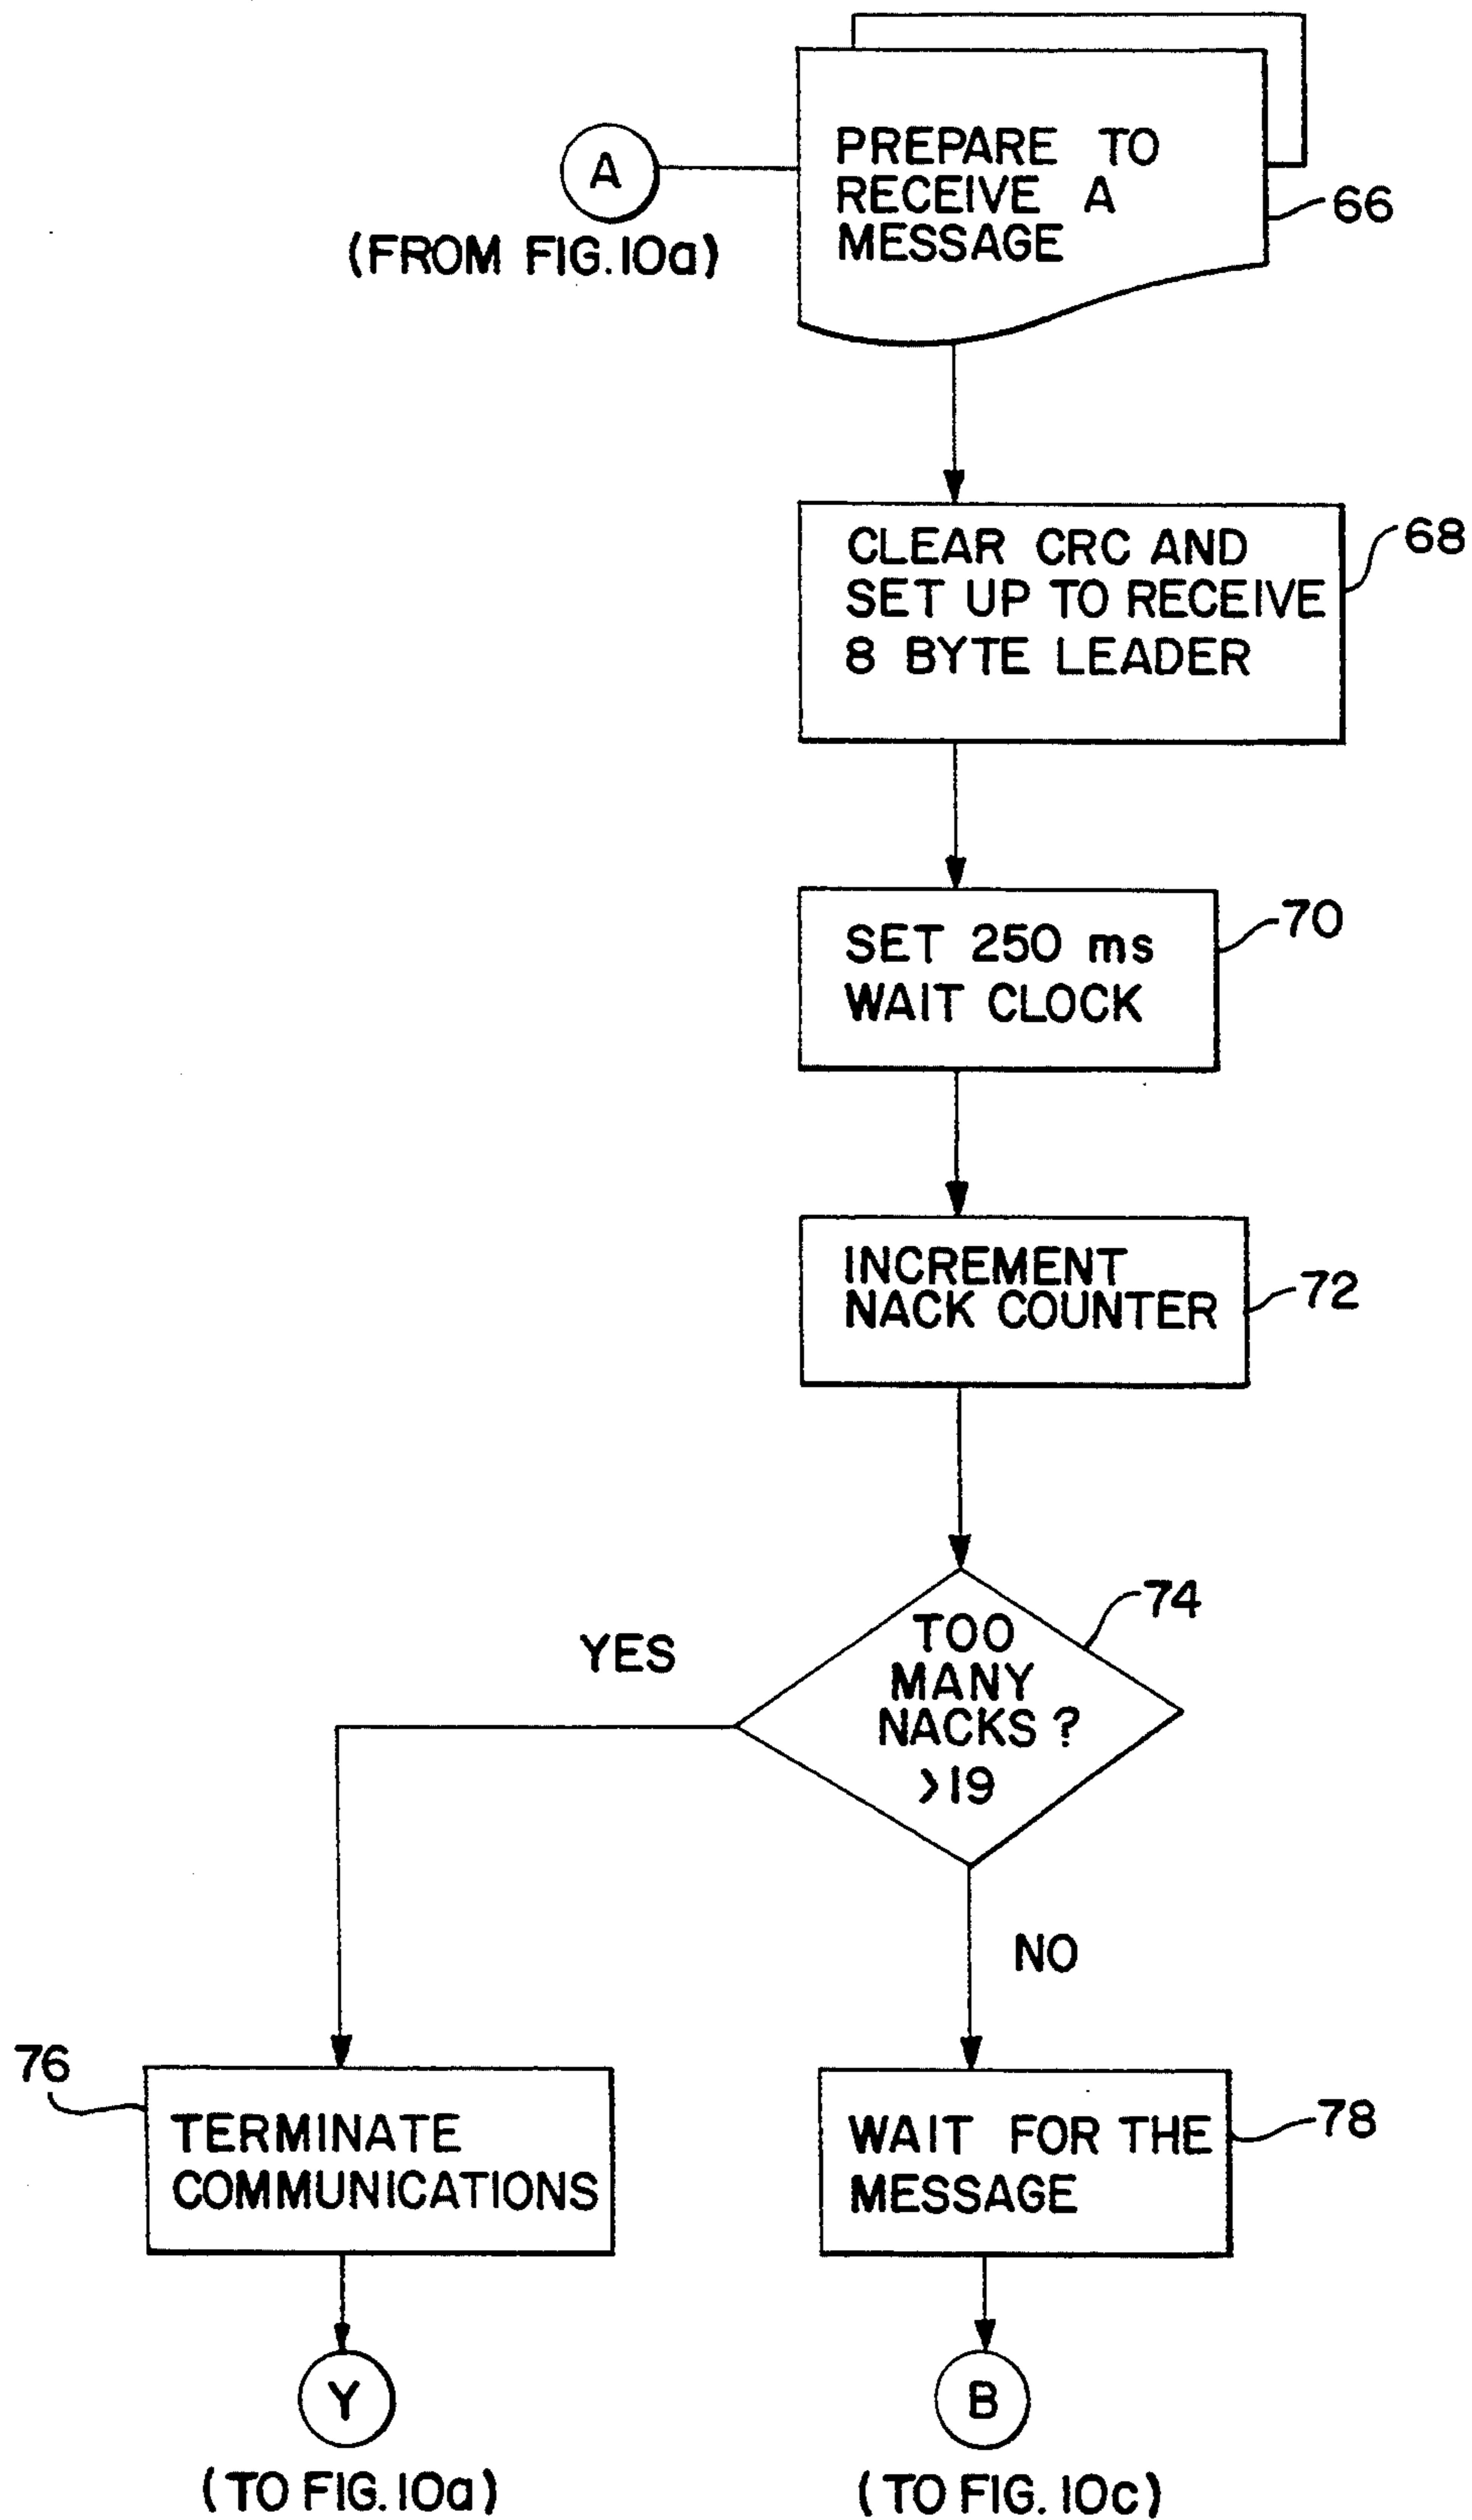 A
(FROM FIG.10a)
PREPARE TO
RECEIVE A
MESSAGE
66
CLEAR CRC AND
SET UP TO RECEIVE
8 BYTE LEADER
68
SET 250 ms
WAIT CLOCK
70
INCREMENT
NACK COUNTER
72
TOO
MANY
NACKS ?
>19
74
YES
NO
76
TERMINATE
COMMUNICATIONS
WAIT FOR THE
MESSAGE
78
Y
(TO FIG.10a)
B
(TO FIG. 10c)